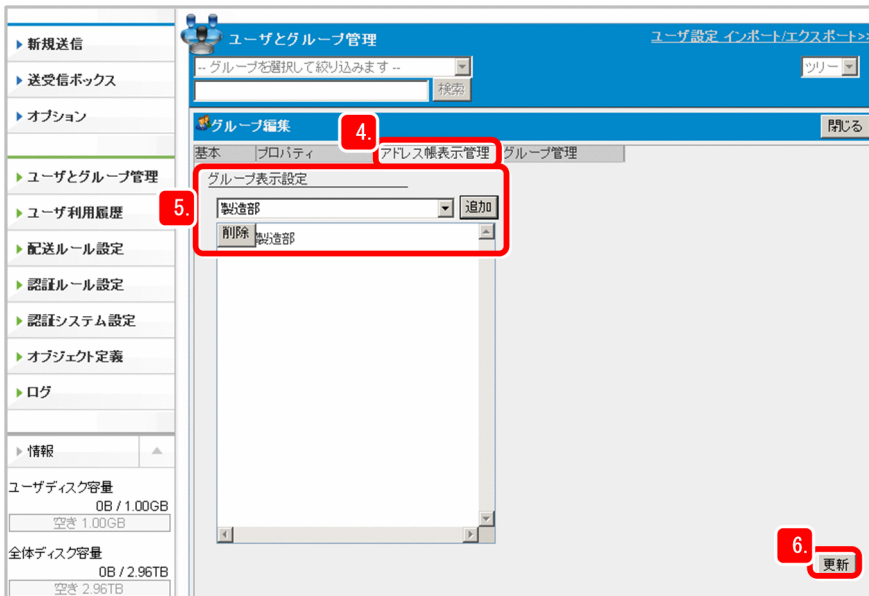 新規送信
送受信ボックス
オプション
ユーザとグループ管理
ユーザ利用履歴
配送ルール設定
認証ルール設定
認証システム設定
オブジェクト定義
ログ
情報
ユーザディスク容量
0B / 1.00GB
空き 1.00GB
全体ディスク容量
0B / 2.96TB
空き 2.96TB
ユーザとグループ管理
ユーザ設定 インポート/エクスポート>>
-- グループを選択して絞り込みます --
ツリー
検索
グループ編集
閉じる
4.
基本 プロパティ アドレス帳表示管理 グループ管理
グループ表示設定
5.
製造部 追加
削除 製造部
6.
更新